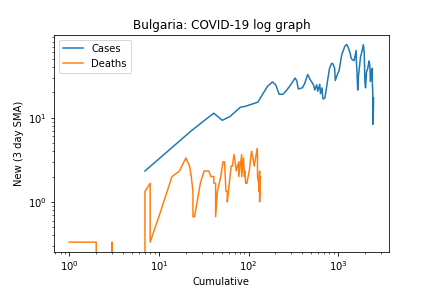 Bulgaria: COVID-19 log graph
Cases
Deaths
New (3 day SMA)
10¹
10⁰
10⁰ 10¹ 10² 10³
Cumulative